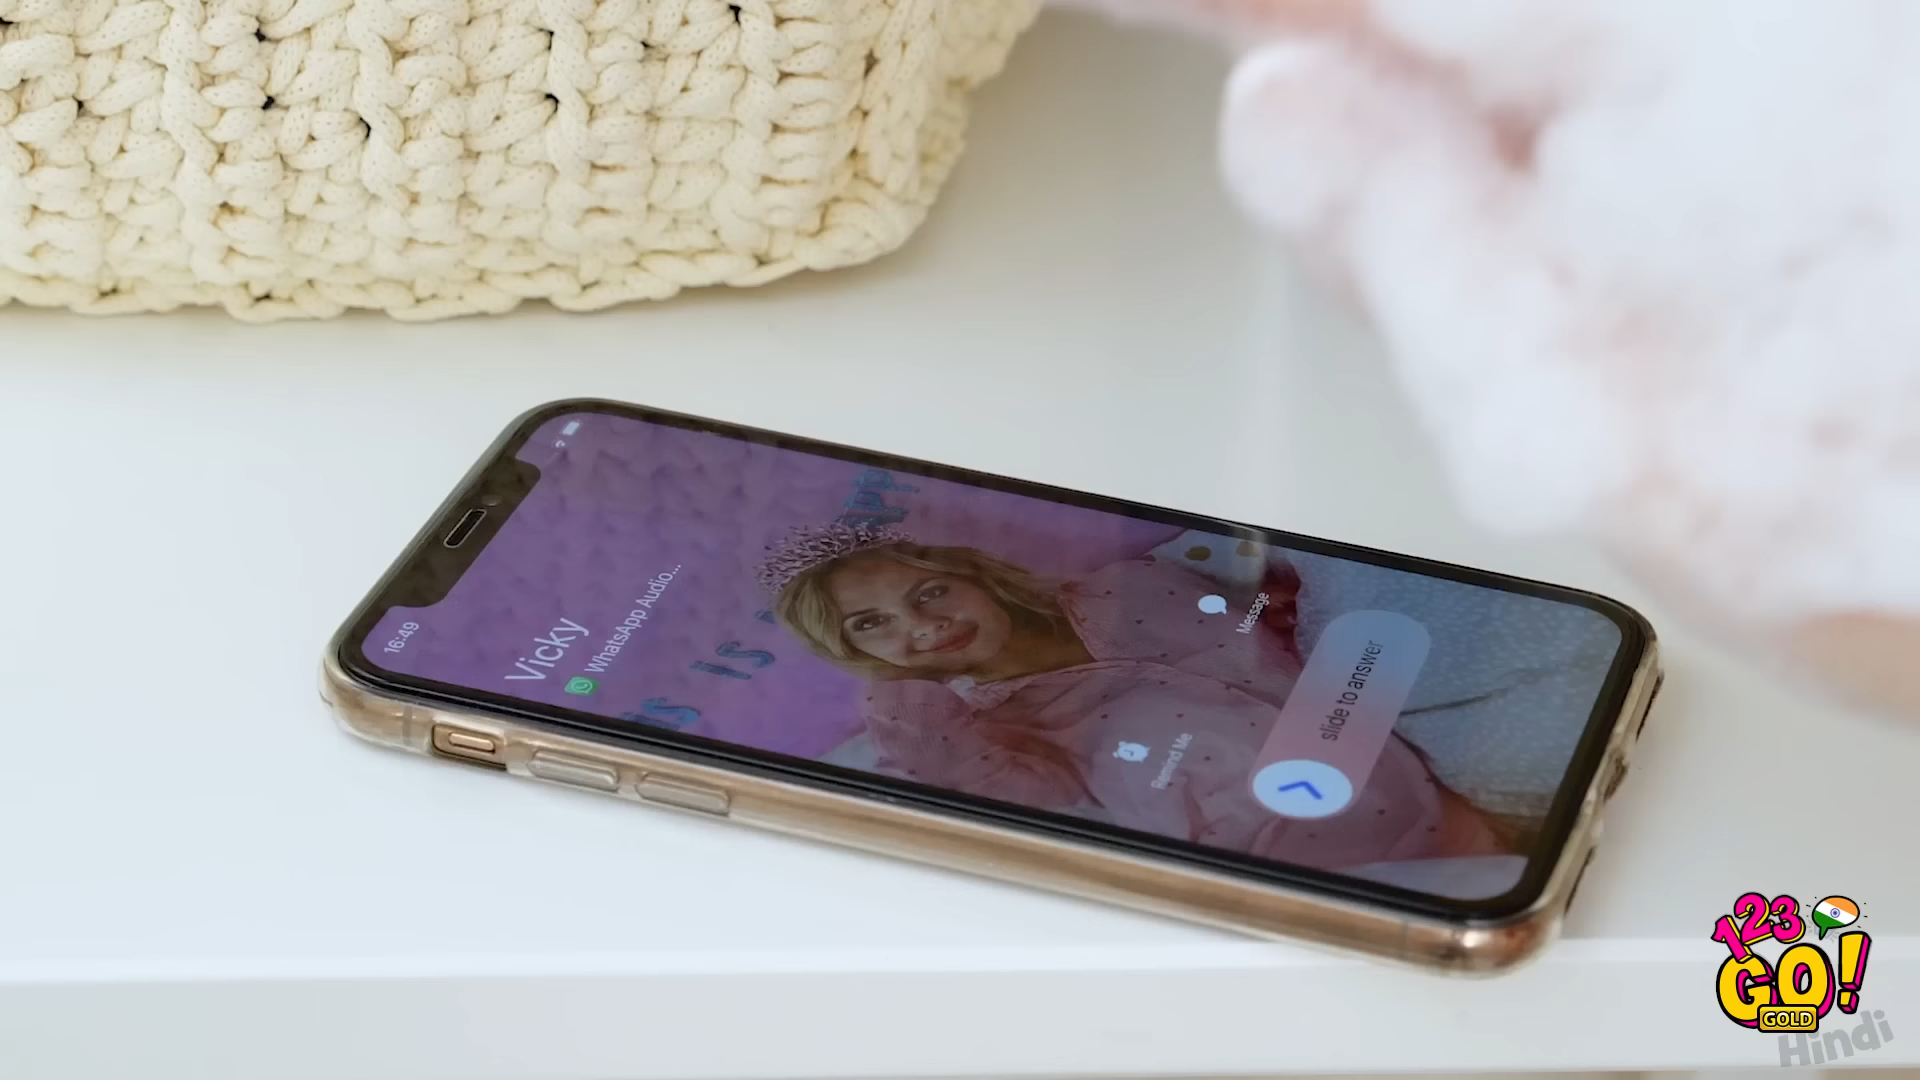 16:49
Vicky
WhatsApp Audio...
Message
Remind Me
slide to answer
123
GO!
GOLD
Hindi